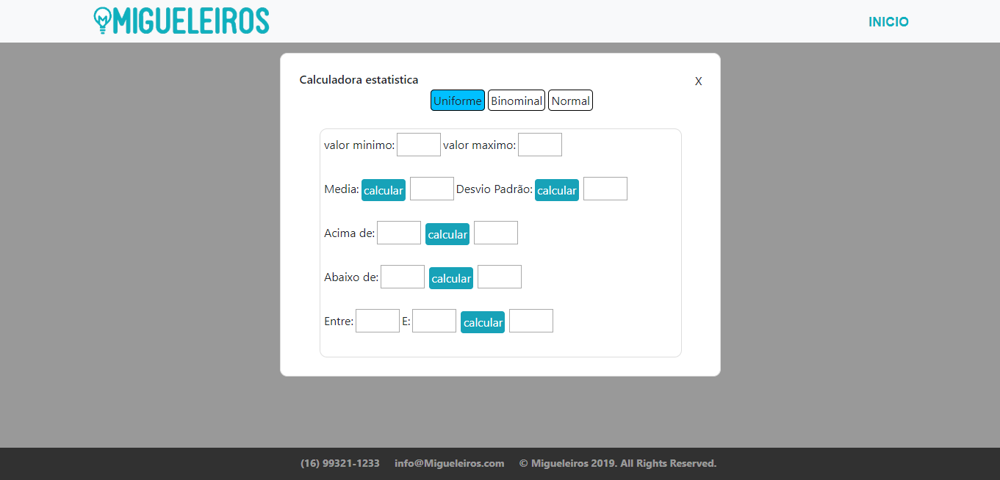 MIGUELEIROS
INICIO
Calculadora estatistica
X
Uniforme Binominal Normal
valor minimo: valor maximo:
Media: calcular Desvio Padrão: calcular
Acima de: calcular
Abaixo de: calcular
Entre: E: calcular
(16) 99321-1233 info@Migueleiros.com © Migueleiros 2019. All Rights Reserved.